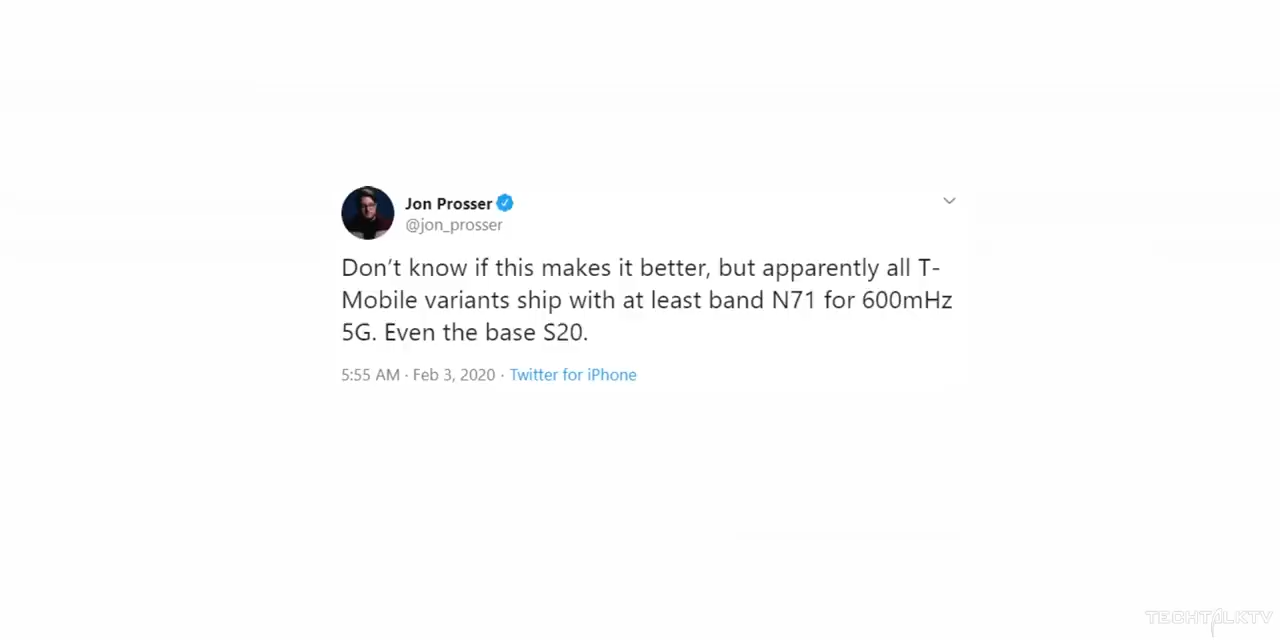 Jon Prosser
@jon_prosser
Don’t know if this makes it better, but apparently all T-
Mobile variants ship with at least band N71 for 600mHz
5G. Even the base S20.
5:55 AM · Feb 3, 2020 · Twitter for iPhone
TECHTALKTV